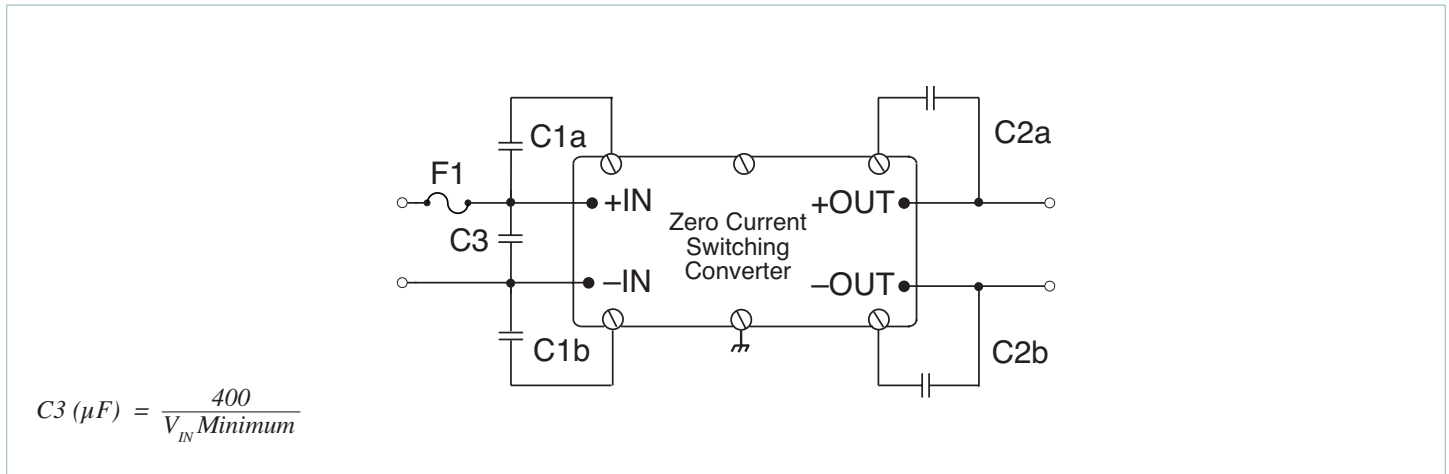 C1a
C2a
F1
+IN
+OUT
Zero Current
Switching
Converter
C3
–IN
–OUT
C1b
C2b
C3 (µF) = 400 / V_IN Minimum